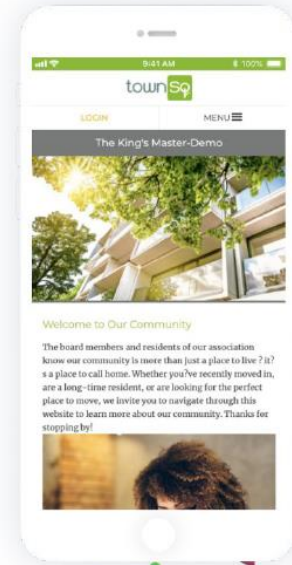 9:41 AM 100%
townSq
LOGIN MENU
The King's Master-Demo
Welcome to Our Community
The board members and residents of our association
know our community is more than just a place to live ? it?
s a place to call home. Whether you?ve recently moved in,
are a long-time resident, or are looking for the perfect
place to move, we invite you to navigate through this
website to learn more about our community. Thanks for
stopping by!